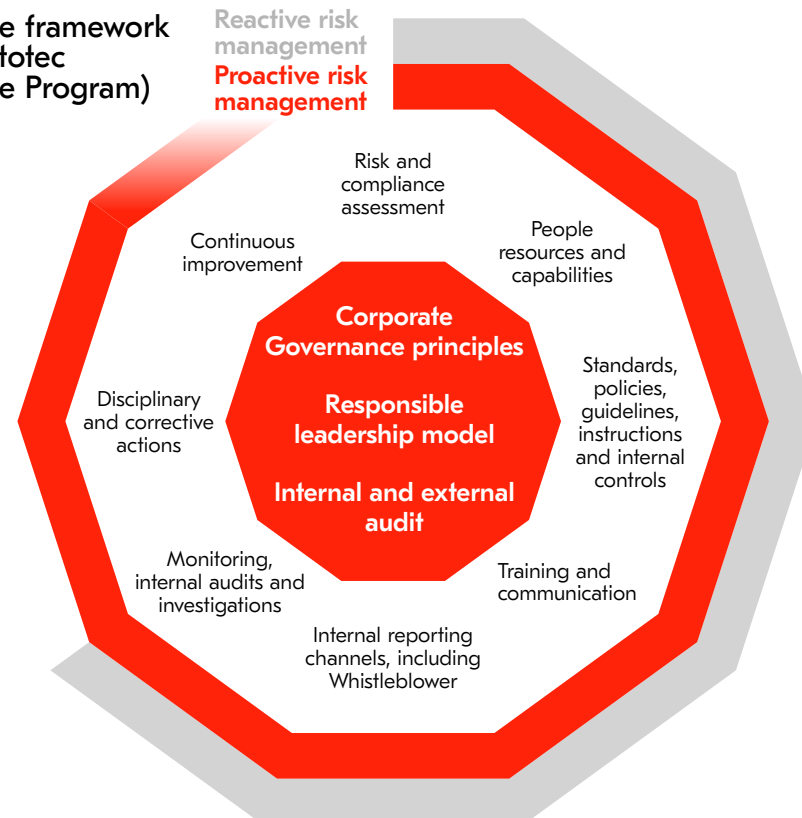 e framework
totec
e Program)
Reactive risk
management
Proactive risk
management
Risk and
compliance
assessment
People
resources and
capabilities
Standards,
policies,
guidelines,
instructions
and internal
controls
Training and
communication
Internal reporting
channels, including
Whistleblower
Monitoring,
internal audits and
investigations
Disciplinary
and corrective
actions
Continuous
improvement
Corporate
Governance principles
Responsible
leadership model
Internal and external
audit